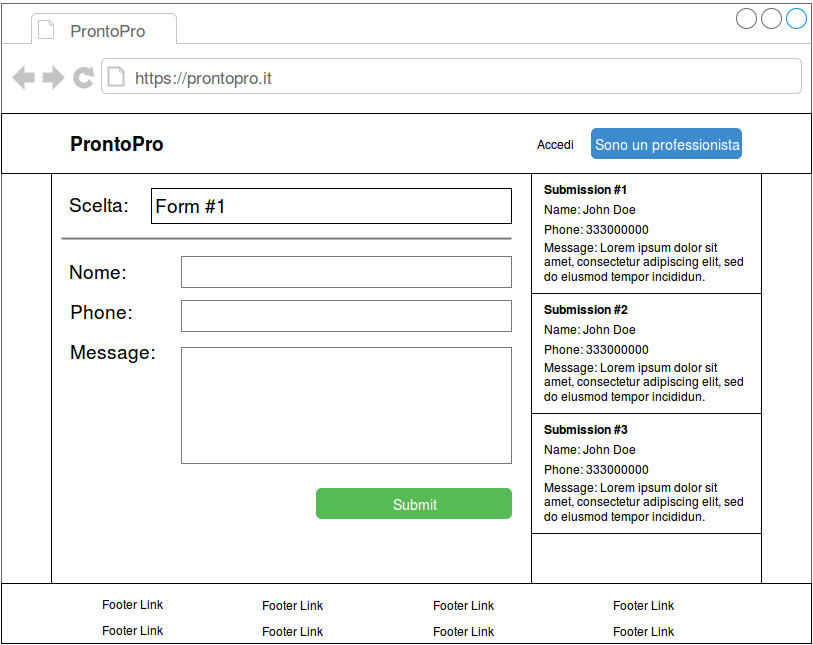 ProntoPro
https://prontopro.it
ProntoPro
Accedi
Sono un professionista
Scelta:
Form #1
Nome:
Phone:
Message:
Submit
Submission #1
Name: John Doe
Phone: 333000000
Message: Lorem ipsum dolor sit
amet, consectetur adipiscing elit, sed
do eiusmod tempor incididun.
Submission #2
Name: John Doe
Phone: 333000000
Message: Lorem ipsum dolor sit
amet, consectetur adipiscing elit, sed
do eiusmod tempor incididun.
Submission #3
Name: John Doe
Phone: 333000000
Message: Lorem ipsum dolor sit
amet, consectetur adipiscing elit, sed
do eiusmod tempor incididun.
Footer Link Footer Link Footer Link Footer Link
Footer Link Footer Link Footer Link Footer Link